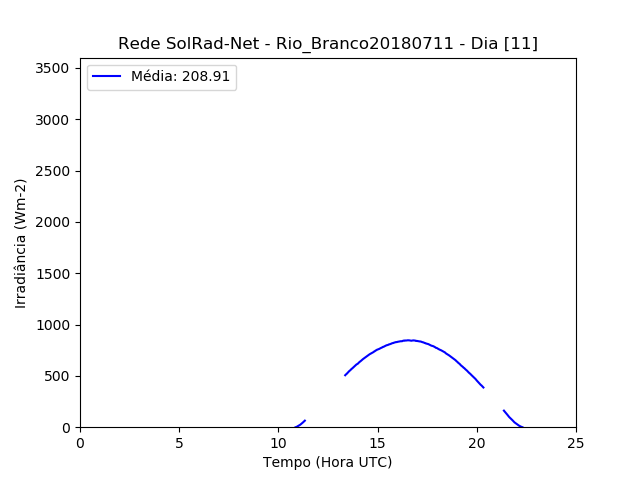 Rede SolRad-Net - Rio_Branco20180711 - Dia [11]
Média: 208.91
3500
3000
2500
2000
1500
1000
500
0
Irradiância (Wm-2)
0 5 10 15 20 25
Tempo (Hora UTC)